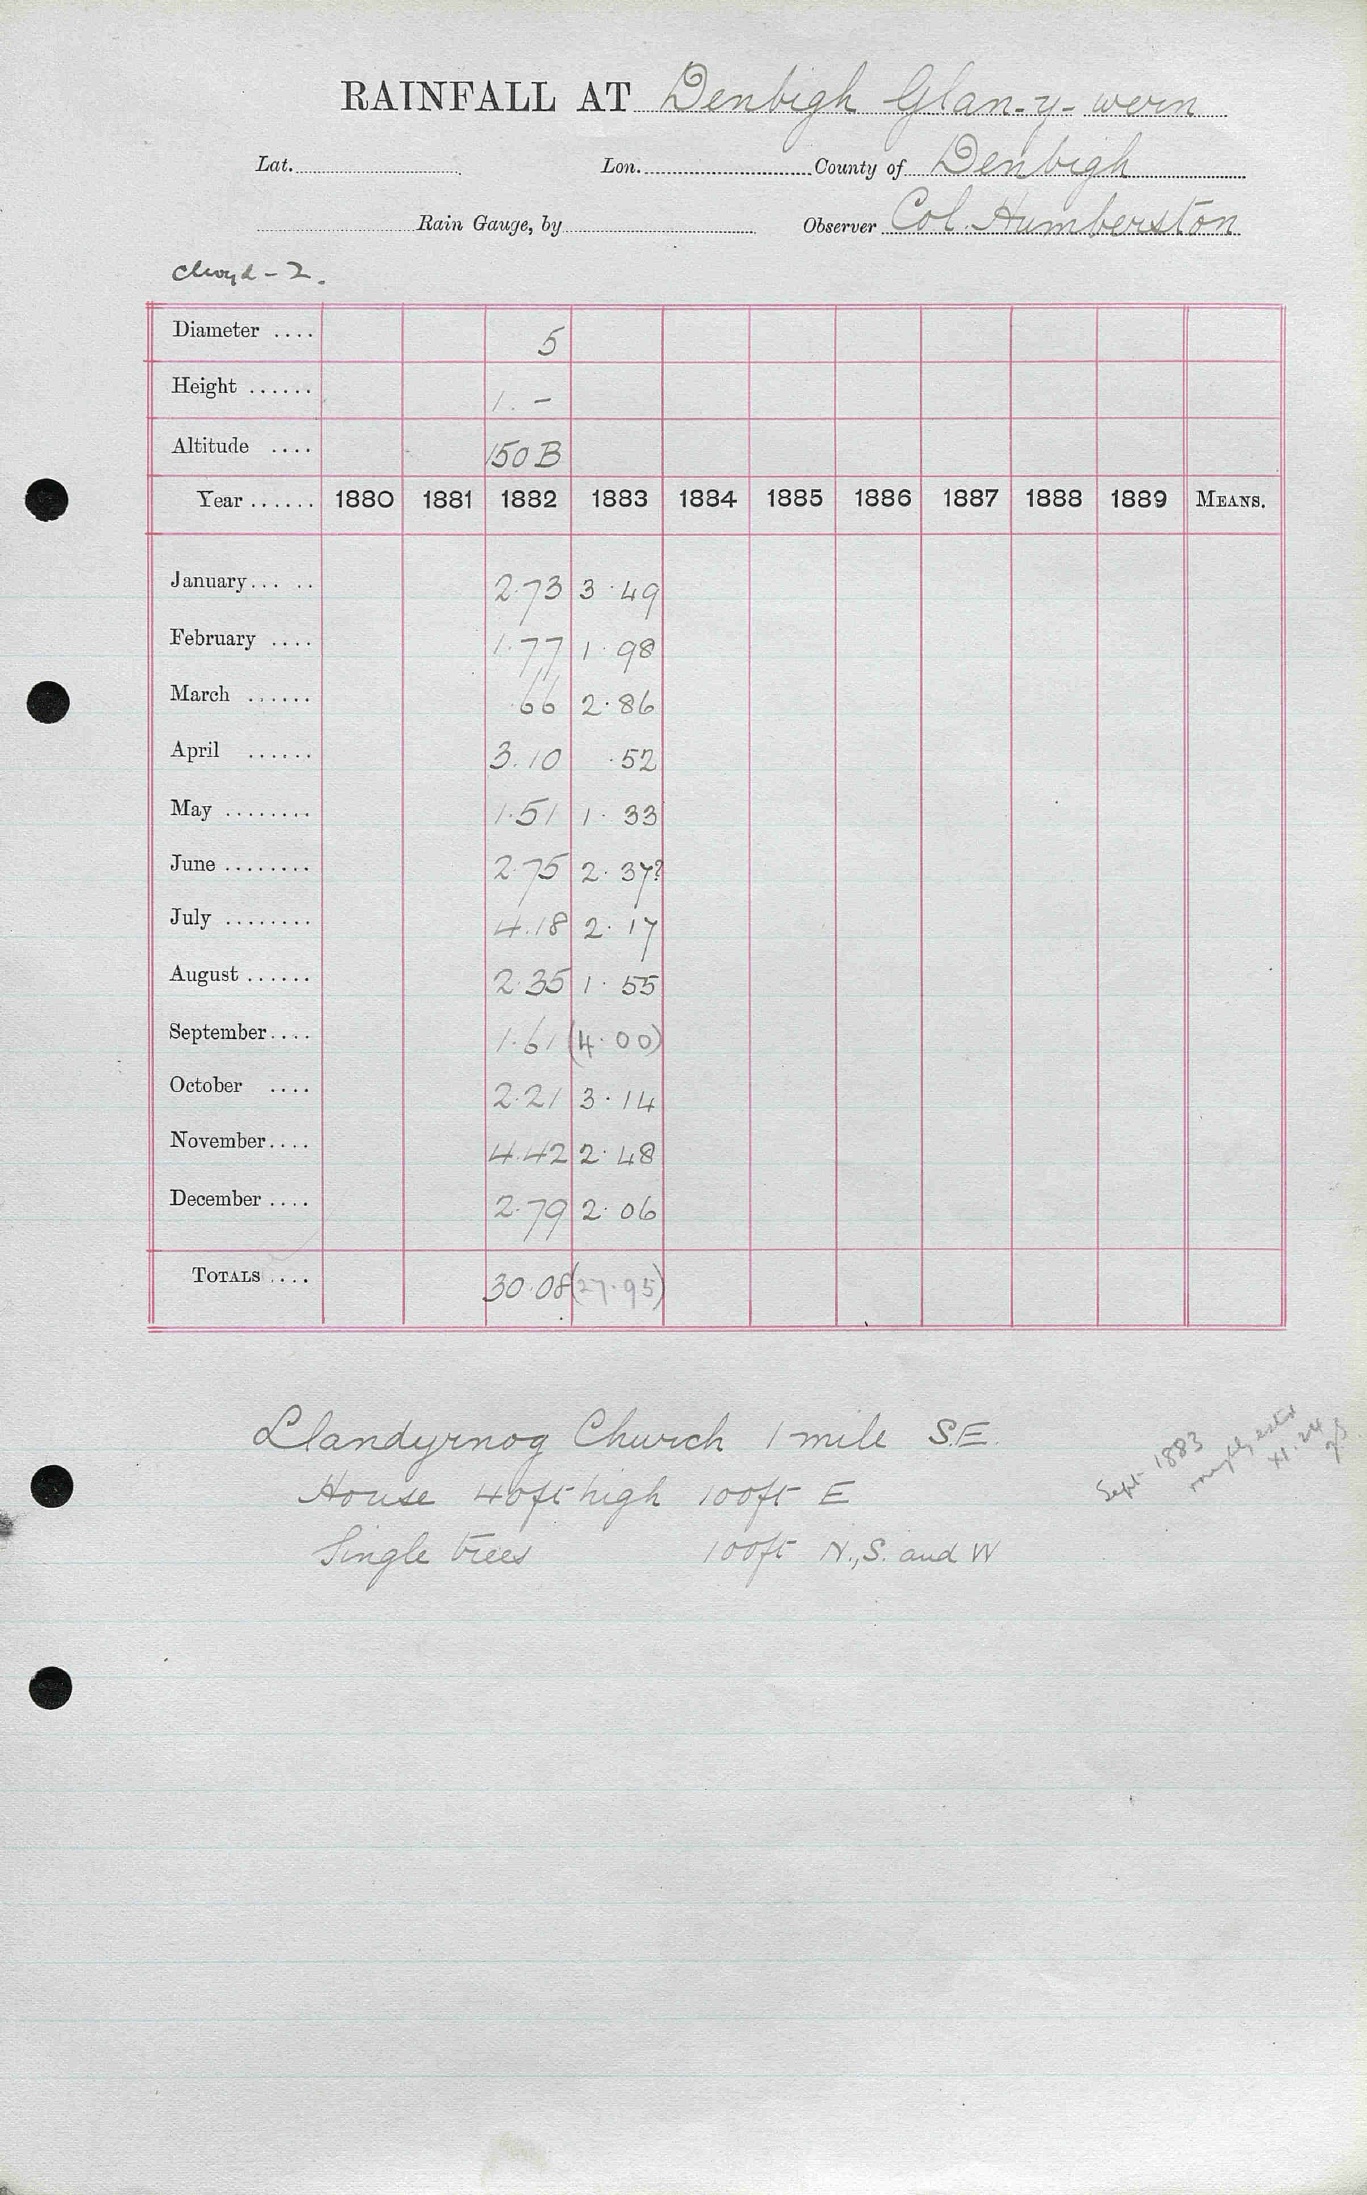 RAINFALL AT Denbigh Glan-y-wern
Lat. Lon. County of Denbigh
Rain Gauge, by Observer Col. Humberston
Clwyd - 2.
Diameter .... 5
Height ...... 1. -
Altitude .... 150 B
Year ...... 1880 1881 1882 1883 1884 1885 1886 1887 1888 1889 MEANS.
January ... .. 2.73 3.49
February .... 1.77 1.98
March ...... .66 2.86
April ...... 3.10 .52
May ........ 1.51 1.33
June ........ 2.75 2.37?
July ........ 4.18 2.17
August ...... 2.35 1.55
September .... 1.61 (4.00)
October .... 2.21 3.14
November .... 4.42 2.48
December .... 2.79 2.06
TOTALS .... 30.08 (27.95)
Llandyrnog Church 1 mile S.E.
House 40ft high 100ft E
Single trees 100ft N., S. and W
Sept 1883
roughly